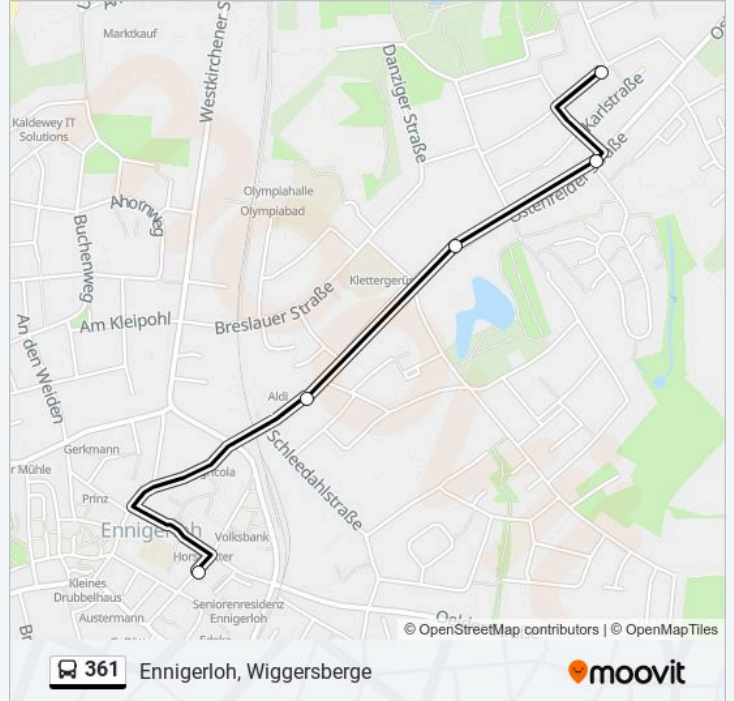 Marktkauf
Westkirchener S
Danziger Straße
Karlstraße
Kaldewey IT
Solutions
Ostenfelder Straße
Olympiahalle
Olympiabad
Ahornweg
Buchenweg
Klettergerüs
Am Kleipohl
Breslauer Straße
An den Weiden
Aldi
Gerkmann
r Mühle
Schleedahlstraße
Prinz
Ennigerloh
Volksbank
Kleines
Drubbelhaus
Seniorenresidenz
Ennigerloh
Austermann
© OpenStreetMap contributors | © OpenMapTiles
361 Ennigerloh, Wiggersberge
moovit